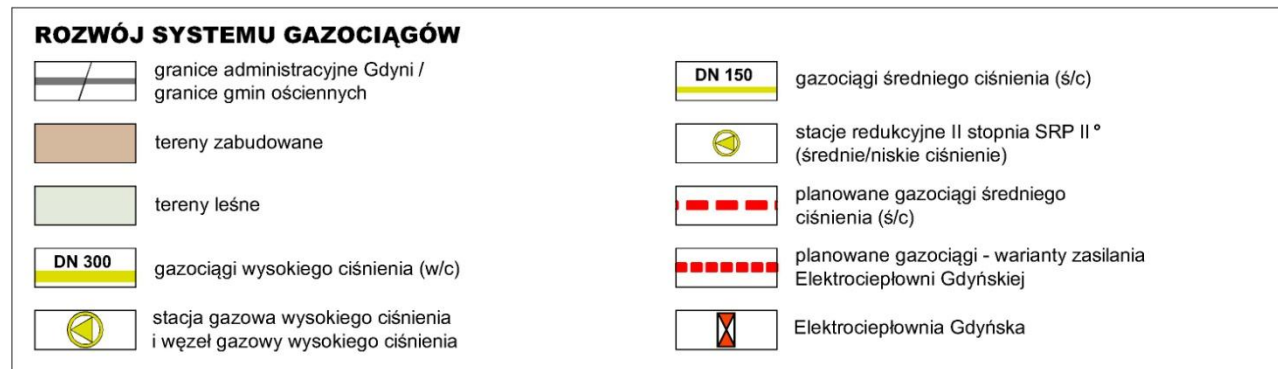 ROZWÓJ SYSTEMU GAZOCIĄGÓW
granice administracyjne Gdyni /
granice gmin ościennych
tereny zabudowane
tereny leśne
DN 300
gazociągi wysokiego ciśnienia (w/c)
stacja gazowa wysokiego ciśnienia
i węzeł gazowy wysokiego ciśnienia
DN 150
gazociągi średniego ciśnienia (ś/c)
stacje redukcyjne II stopnia SRP II°
(średnie/niskie ciśnienie)
planowane gazociągi średniego
ciśnienia (ś/c)
planowane gazociągi - warianty zasilania
Elektrociepłowni Gdyńskiej
Elektrociepłownia Gdyńska